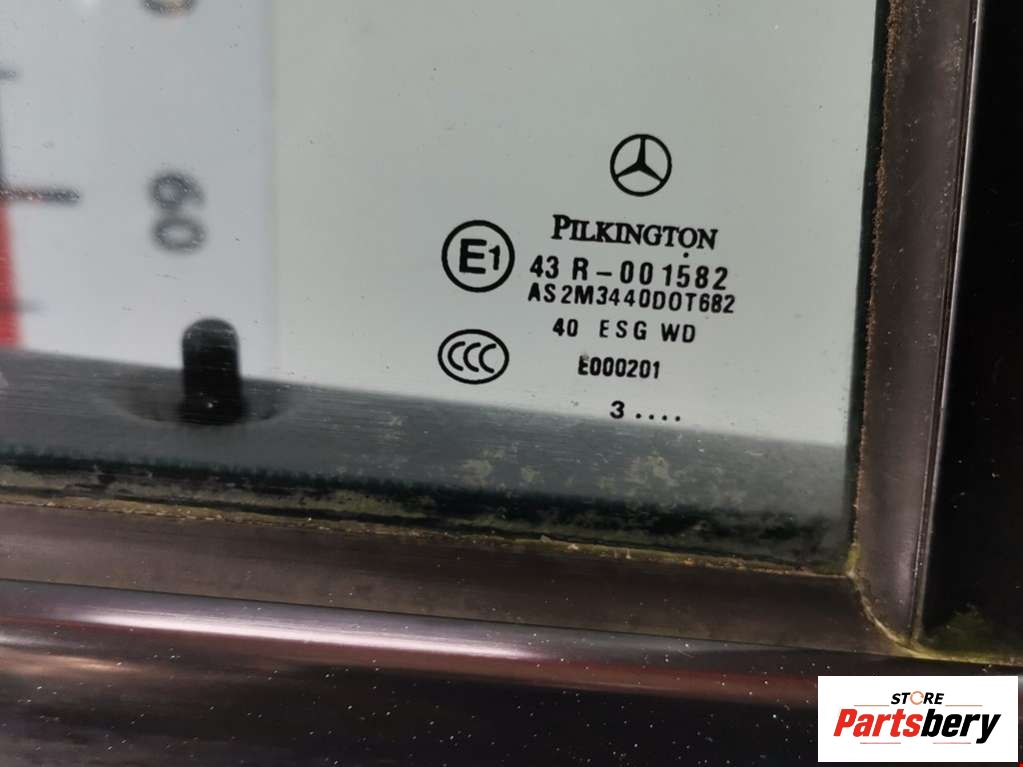 60
PILKINGTON
E1
43 R-001582
AS2M3440DOT682
40 ESG WD
CCC
E000201
3 ....
STORE
Partsbery